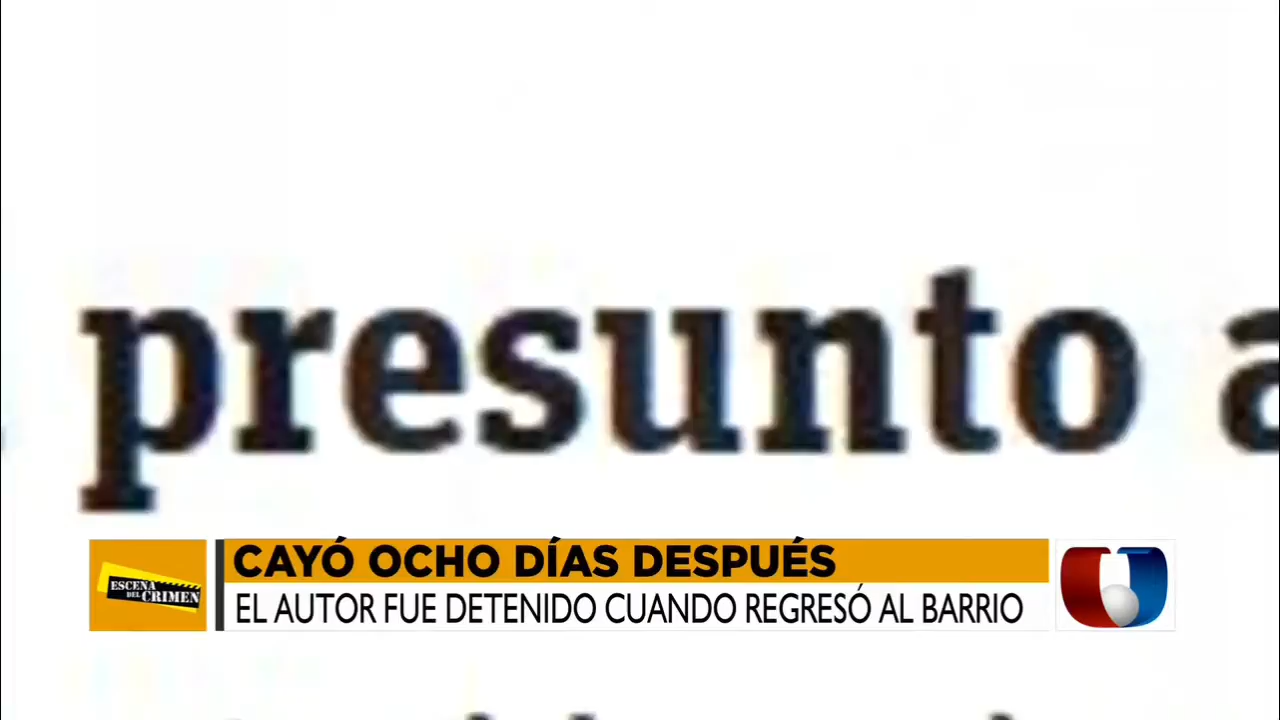 presunto a
CAYÓ OCHO DÍAS DESPUÉS
ESCENA
DEL CRIMEN
EL AUTOR FUE DETENIDO CUANDO REGRESÓ AL BARRIO